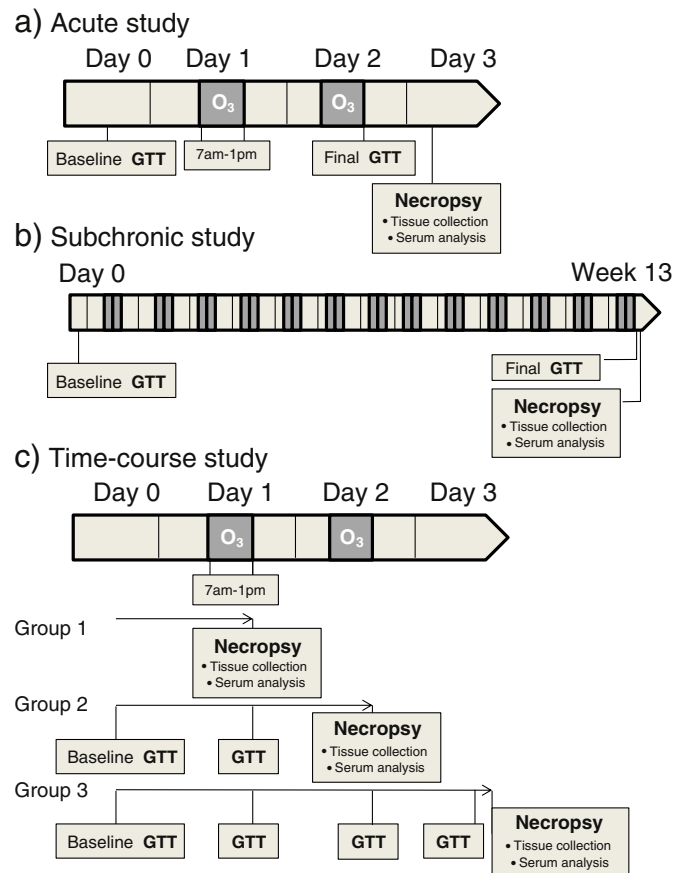 a) Acute study
Day 0 Day 1 Day 2 Day 3
O₃ O₃
Baseline GTT 7am-1pm Final GTT
Necropsy
• Tissue collection
• Serum analysis
b) Subchronic study
Day 0 Week 13
Baseline GTT
Final GTT
Necropsy
• Tissue collection
• Serum analysis
c) Time-course study
Day 0 Day 1 Day 2 Day 3
O₃ O₃
7am-1pm
Group 1
Necropsy
• Tissue collection
• Serum analysis
Group 2
Necropsy
• Tissue collection
• Serum analysis
Baseline GTT GTT
Group 3
Baseline GTT GTT GTT GTT
Necropsy
• Tissue collection
• Serum analysis